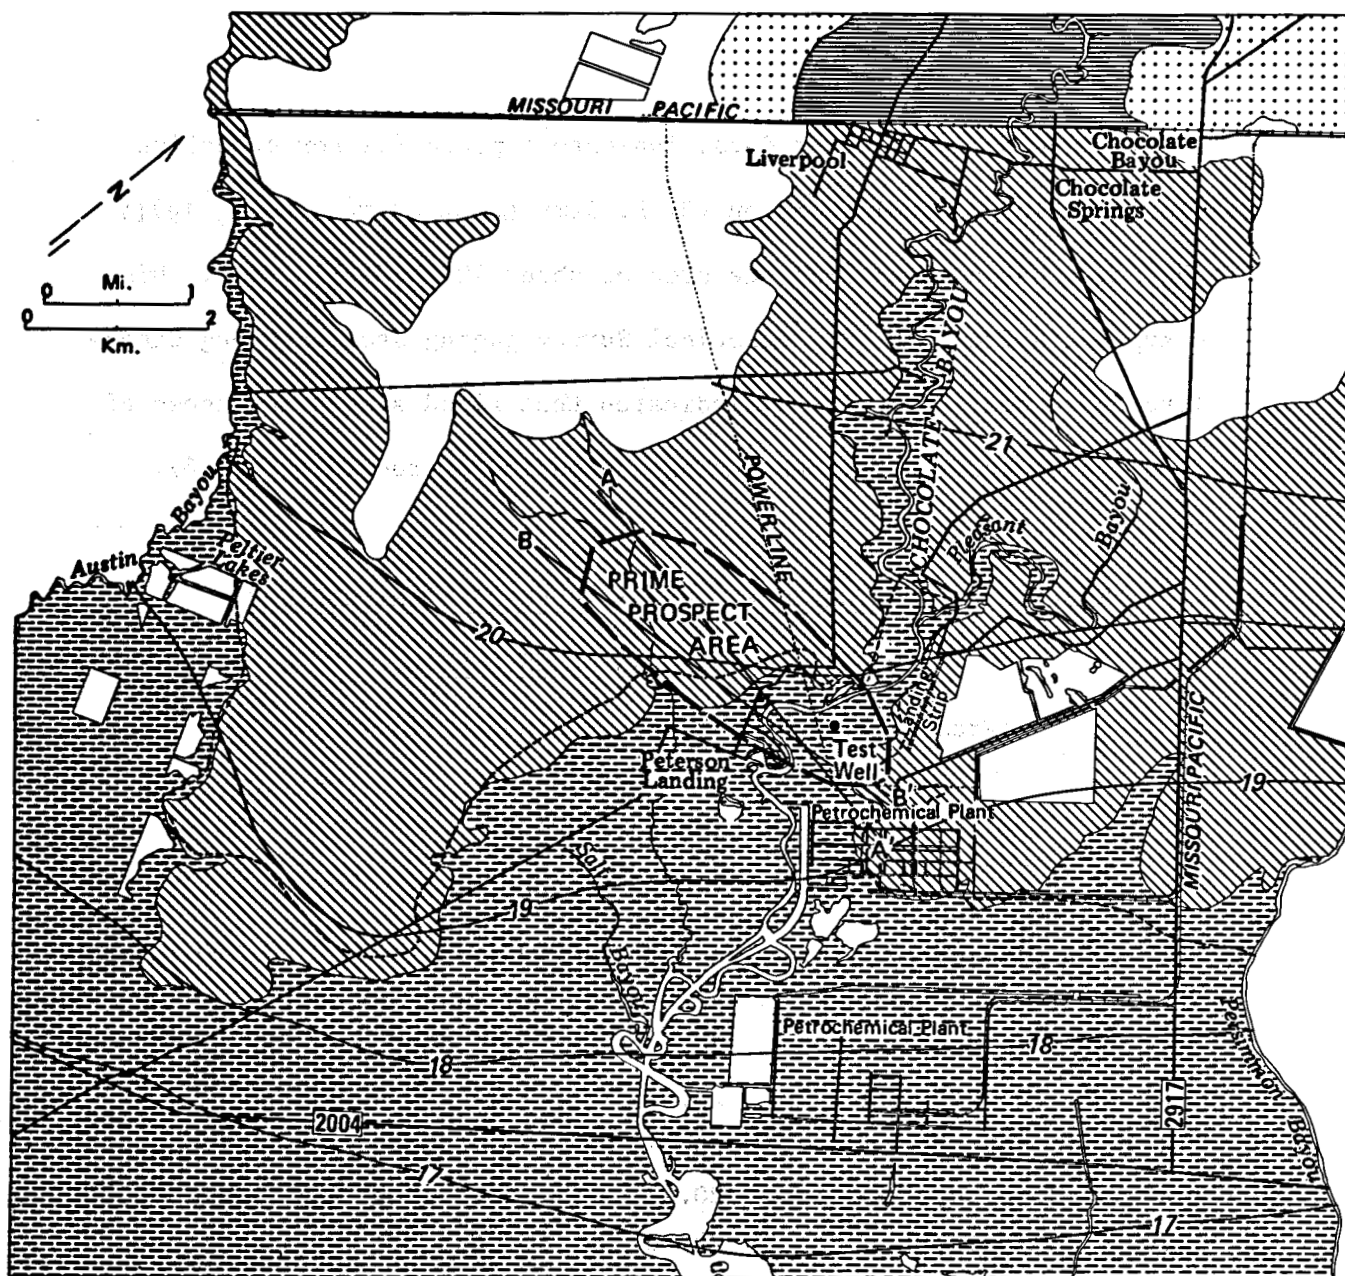 MISSOURI PACIFIC
Liverpool
Chocolate
Bayou
Chocolate
Springs
N
0 Mi. 1
0 2
Km.
CHOCOLATE BAYOU
21
POWERLINE
A
B
Pleasant
Bayou
Austin Bayou
Peltier
Lakes
PRIME
PROSPECT
AREA
20
Landing
Strip
Test
Well
Peterson
Landing
B'
Petrochemical Plant
A'
MISSOURI PACIFIC
19
Salt Bayou
19
Petrochemical Plant
18
18
Persimmon Bayou
2917
2004
17
17